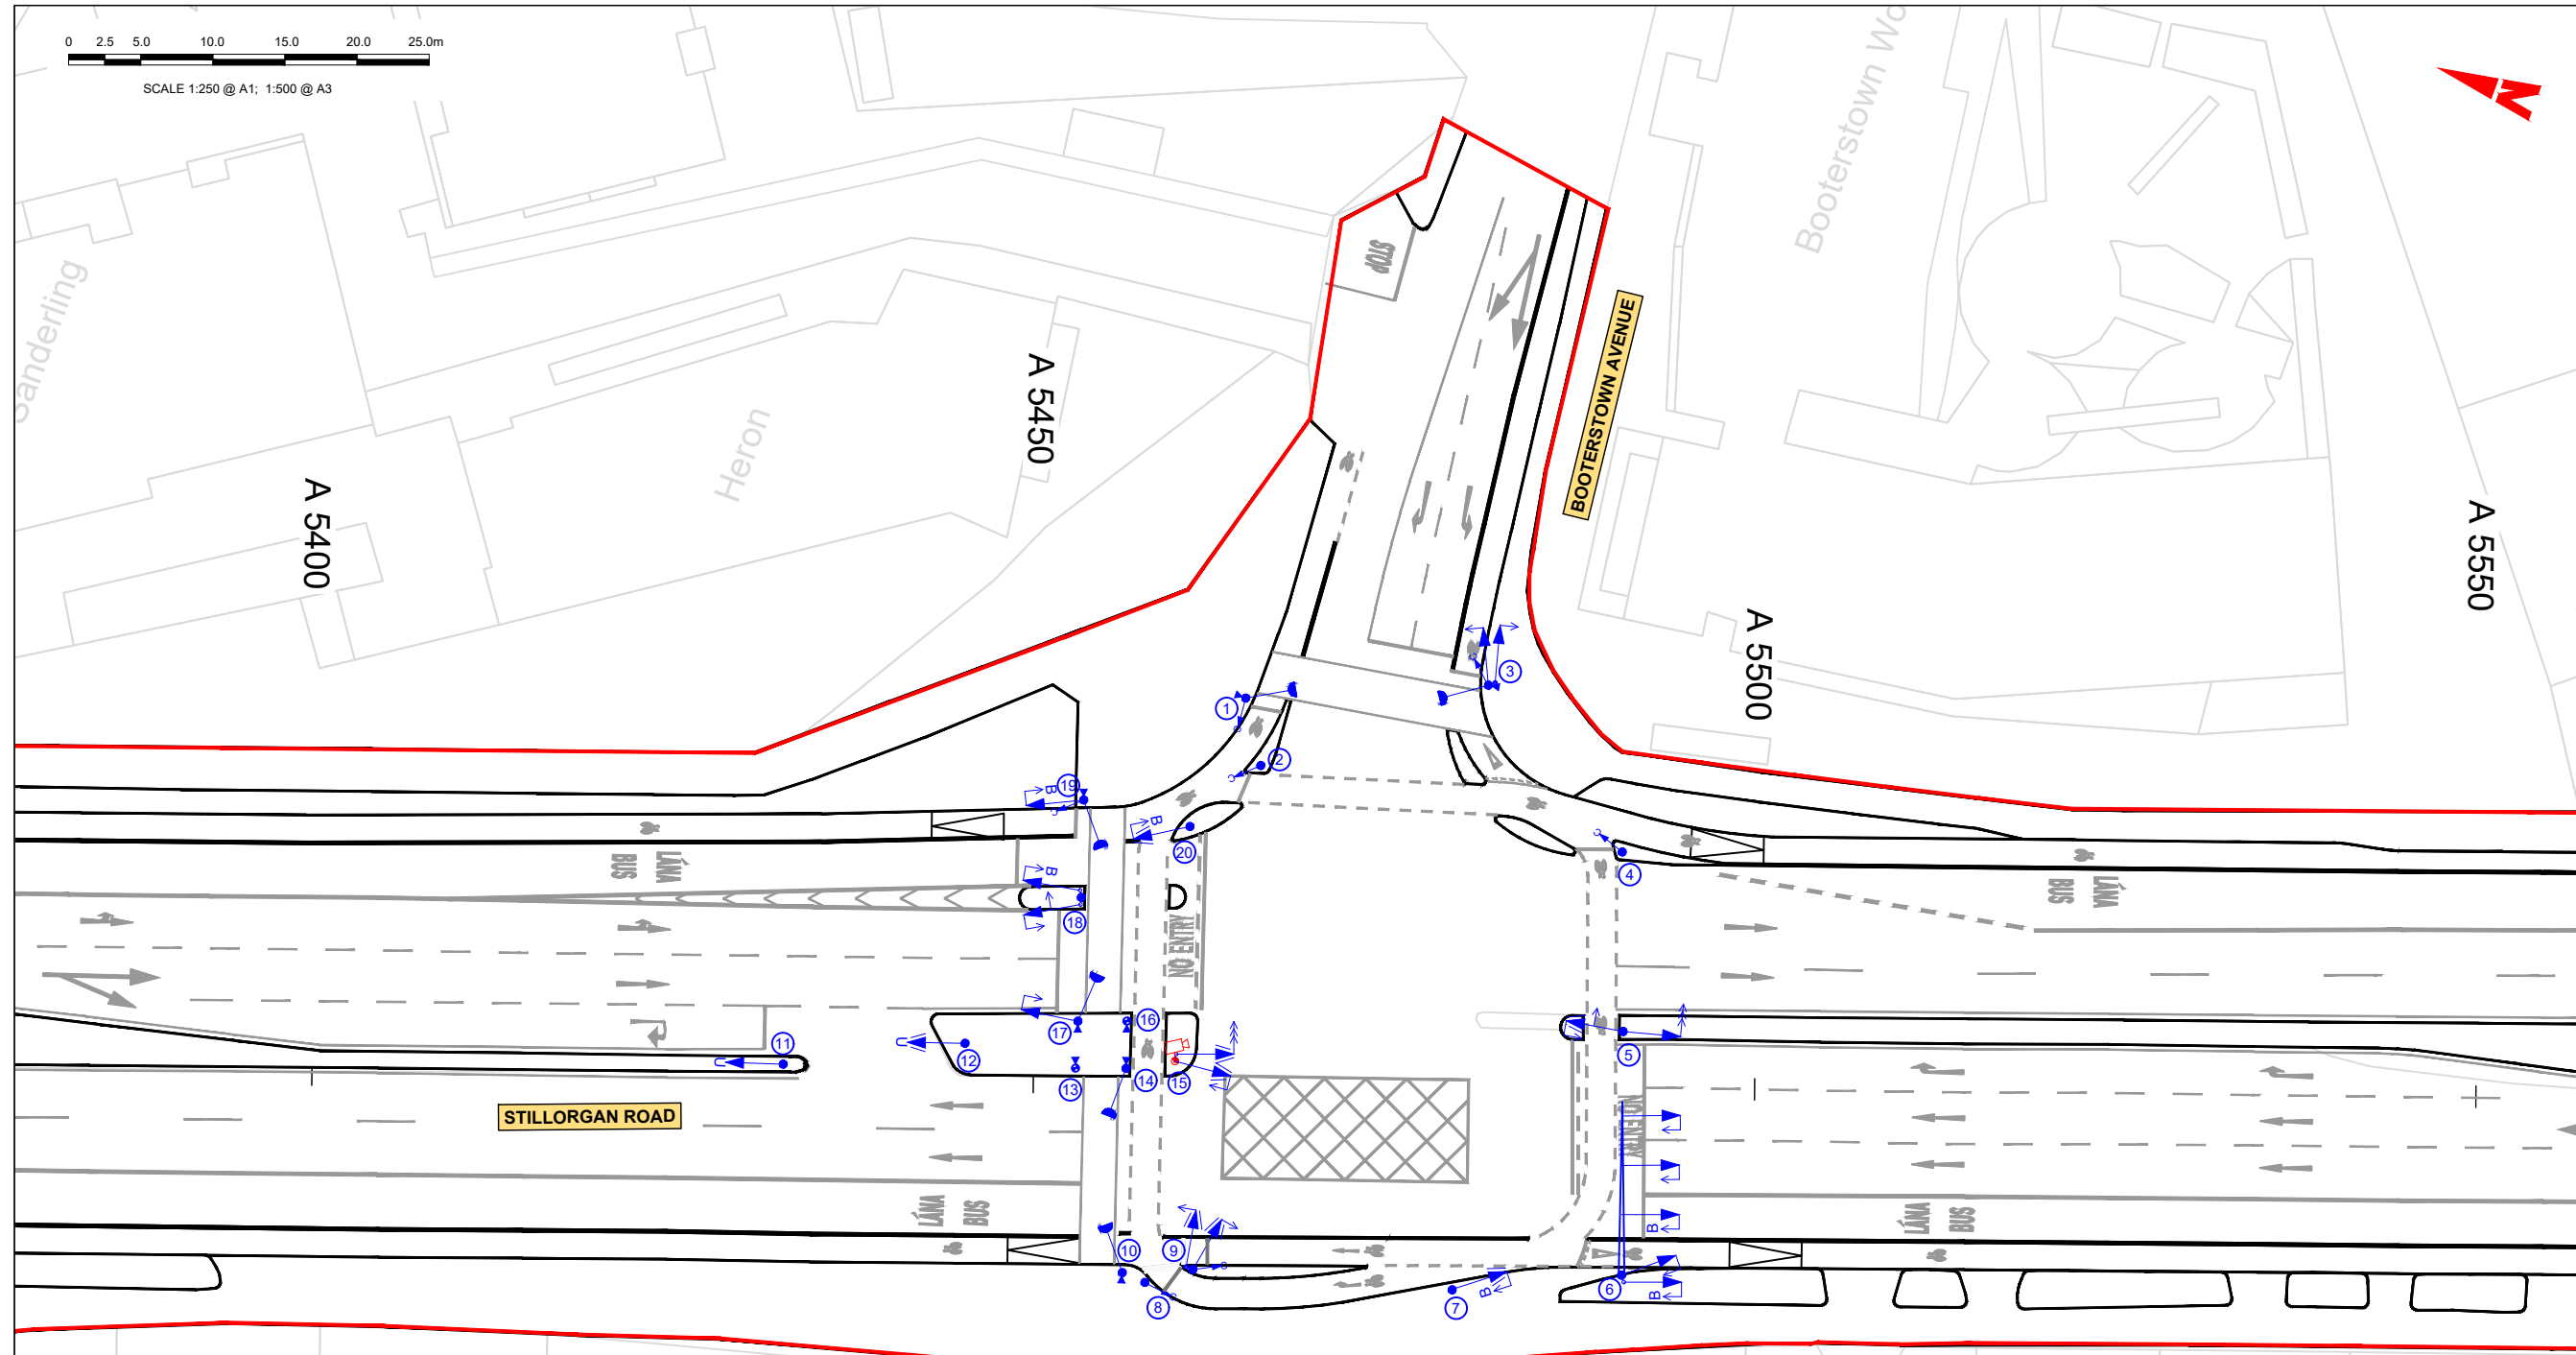 0 2.5 5.0 10.0 15.0 20.0 25.0m
SCALE 1:250 @ A1; 1:500 @ A3
N
Sanderling
Heron
Booterstown Wo
A 5400
A 5450
A 5500
A 5550
STOP
BOOTERSTOWN AVENUE
STILLORGAN ROAD
LÁNA
BUS
LÁNA
BUS
LÁNA
BUS
LÁNA
BUS
NO ENTRY
NO ENTRY
1
2
3
4
5
6
7
8
9
10
11
12
13
14
15
16
17
18
19
20
B
B
B
B
B
B
U
U
C
C
C
C
C
C